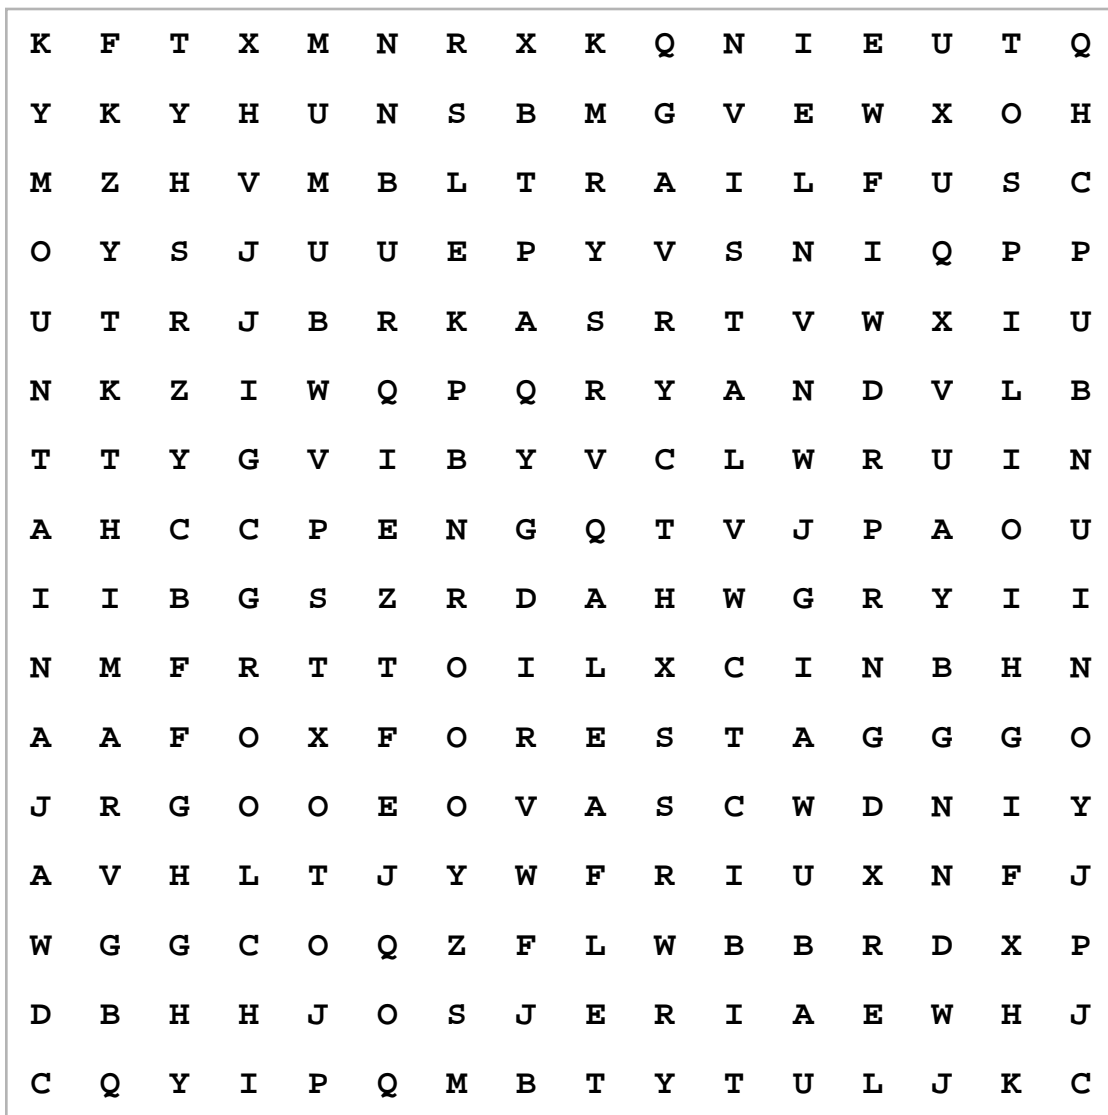 K F T X M N R X K Q N I E U T Q
Y K Y H U N S B M G V E W X O H
M Z H V M B L T R A I L F U S C
O Y S J U U E P Y V S N I Q P P
U T R J B R K A S R T V W X I U
N K Z I W Q P Q R Y A N D V L B
T T Y G V I B Y V C L W R U I N
A H C C P E N G Q T V J P A O U
I I B G S Z R D A H W G R Y I I
N M F R T T O I L X C I N B H N
A A F O X F O R E S T A G G G O
J R G O O E O V A S C W D N I Y
A V H L T J Y W F R I U X N F J
W G G C O Q Z F L W B B R D X P
D B H H J O S J E R I A E W H J
C Q Y I P Q M B T Y T U L J K C